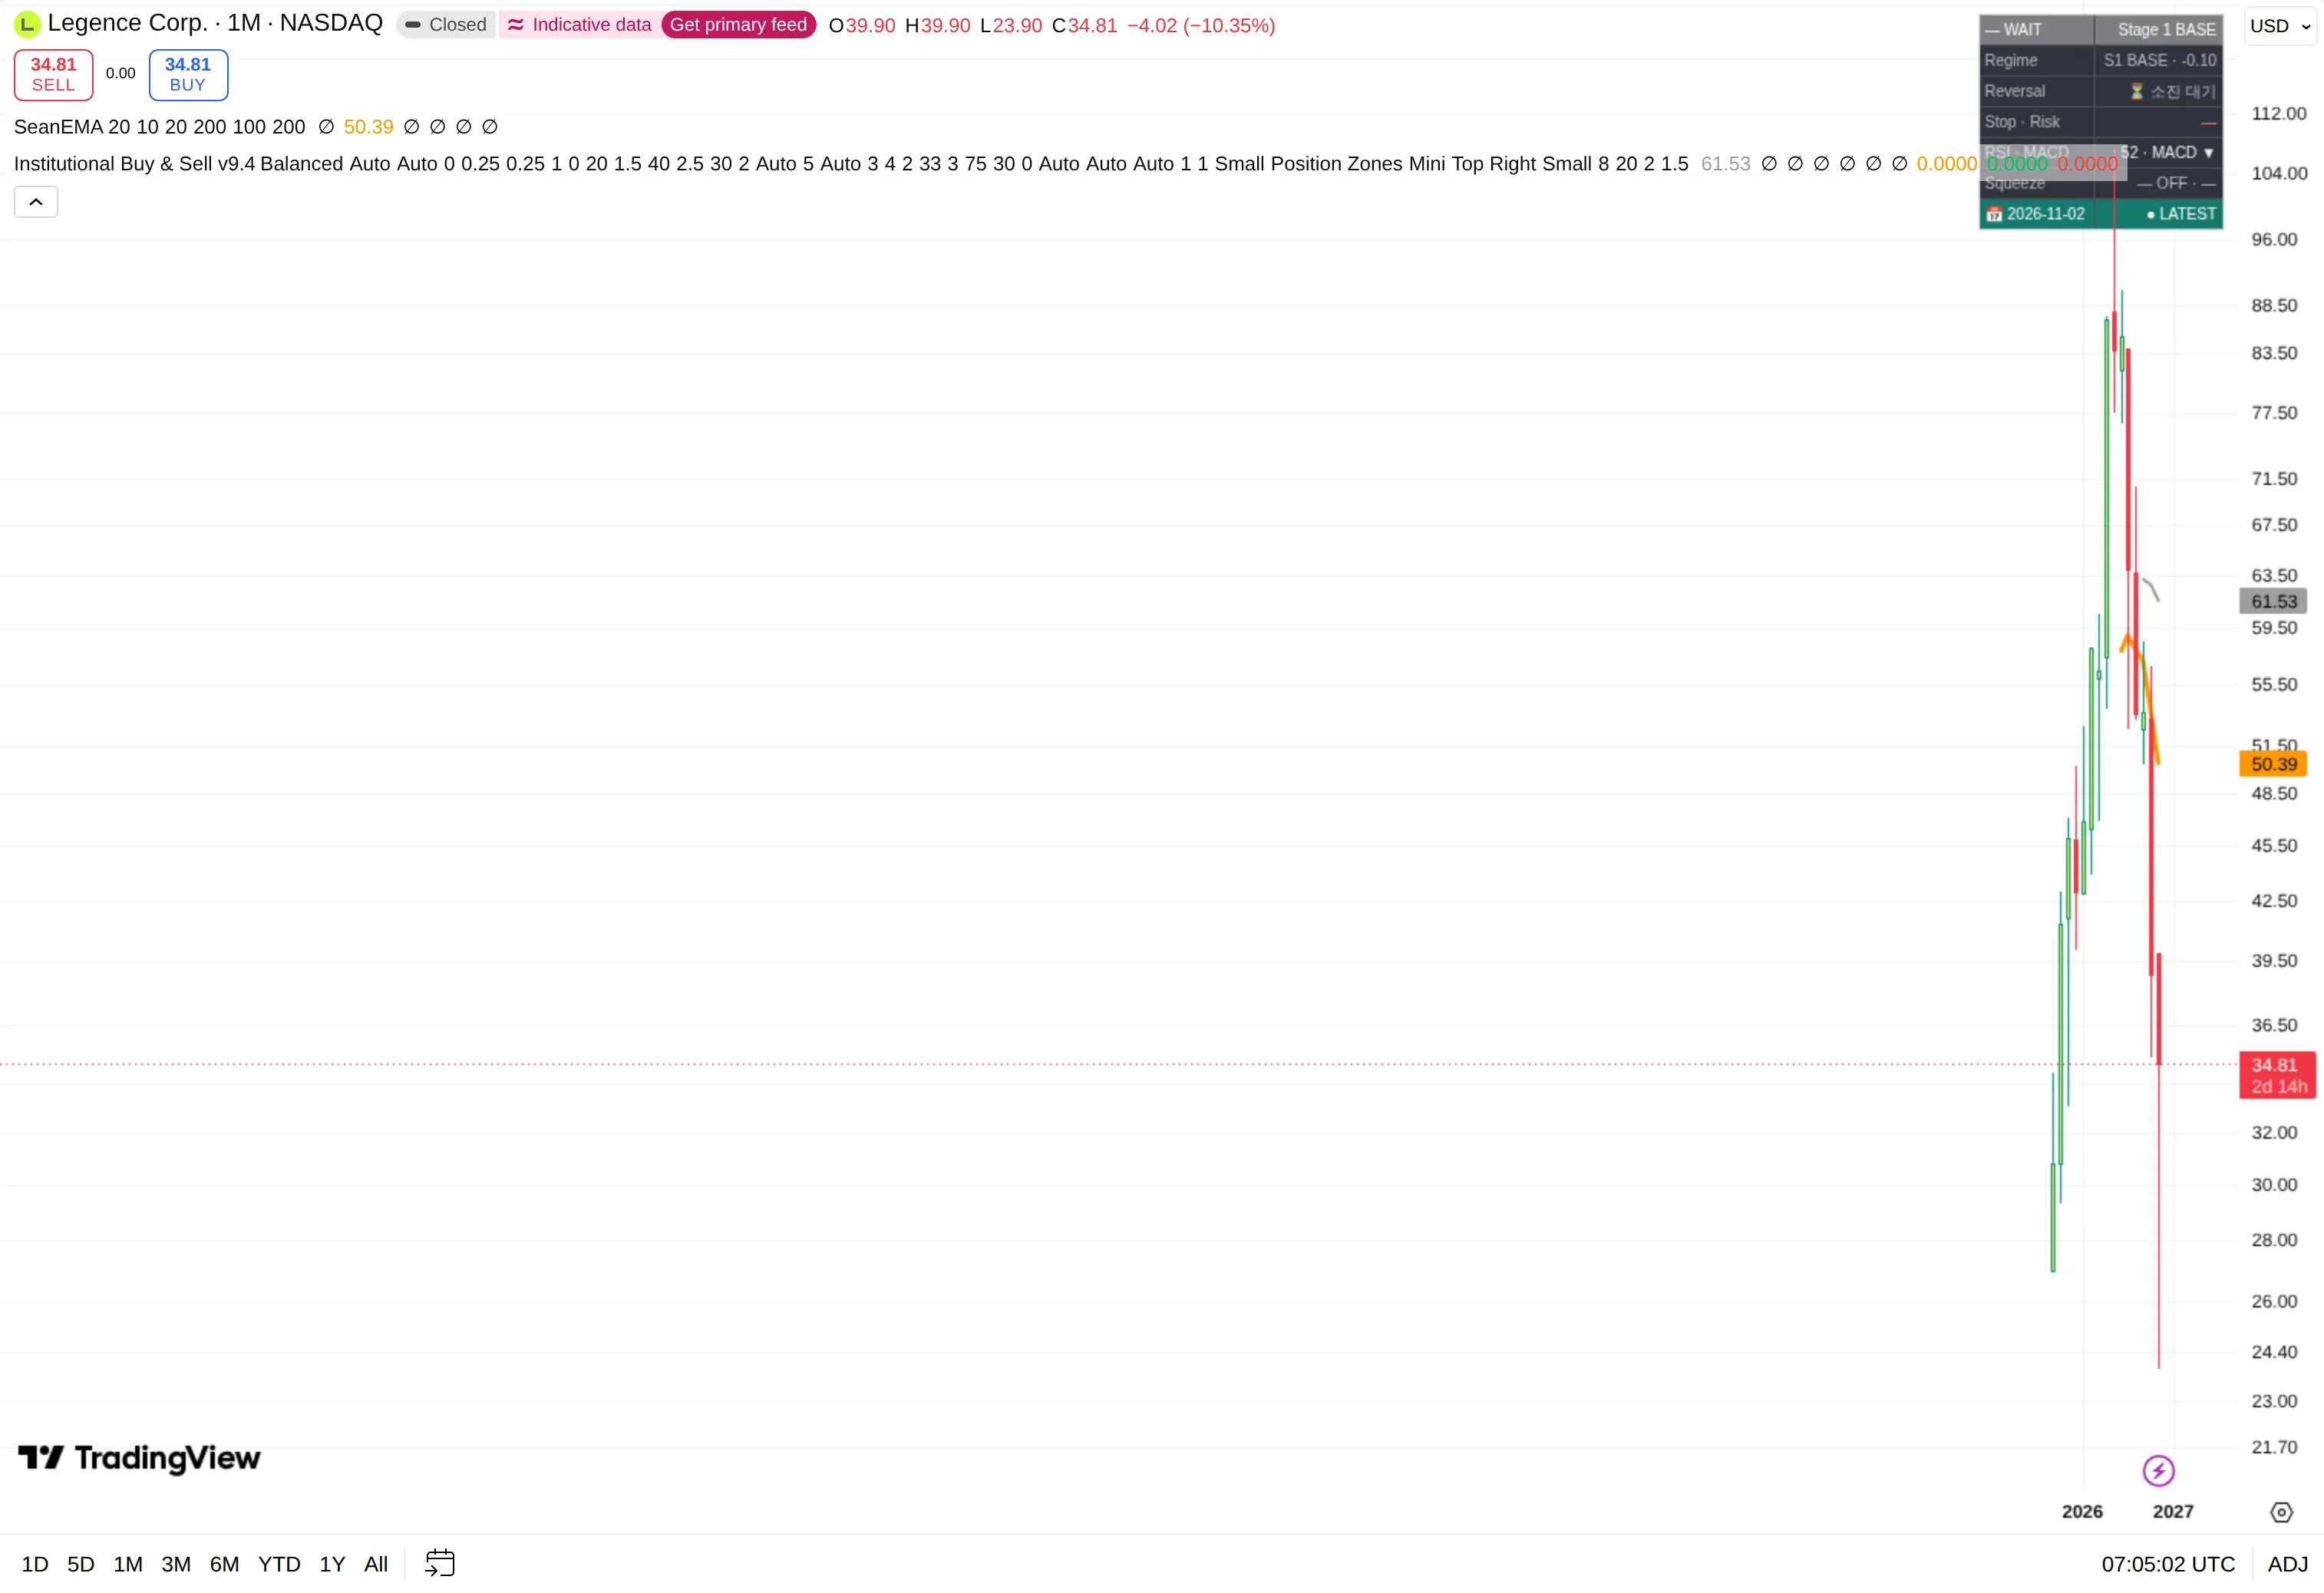 L Legence Corp. · 1M · NASDAQ Closed Indicative data Get primary feed O39.90 H39.90 L23.90 C34.81 −4.02 (−10.35%)
34.81 SELL 0.00 34.81 BUY
SeanEMA 20 10 20 200 100 200 ∅ 50.39 ∅ ∅ ∅ ∅
Institutional Buy & Sell v9.4 Balanced Auto Auto 0 0.25 0.25 1 0 20 1.5 40 2.5 30 2 Auto 5 Auto 3 4 2 33 3 75 30 0 Auto Auto Auto 1 1 Small Position Zones Mini Top Right Small 8 20 2 1.5 61.53 ∅ ∅ ∅ ∅ ∅ ∅ 0.0000 0.0000 0.0000
— WAIT Stage 1 BASE
Regime S1 BASE · -0.10
Reversal ⏳ 소진 대기
Stop · Risk —
RSI · MACD 52 · MACD ▼
Squeeze — OFF · —
📅 2026-11-02 ● LATEST
USD
112.00
104.00
96.00
88.50
83.50
77.50
71.50
67.50
63.50
61.53
59.50
55.50
51.50
50.39
48.50
45.50
42.50
39.50
36.50
34.81
2d 14h
32.00
30.00
28.00
26.00
24.40
23.00
21.70
TradingView
2026 2027
1D 5D 1M 3M 6M YTD 1Y All 07:05:02 UTC ADJ